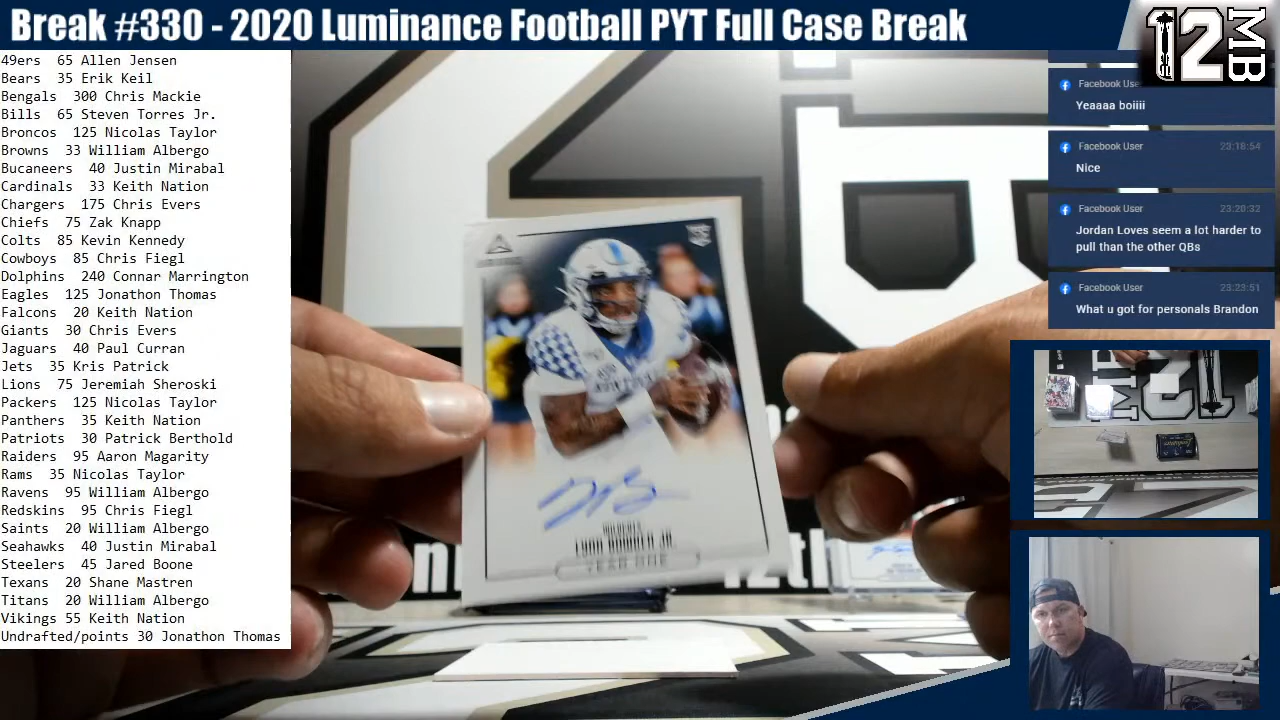 Break #330 - 2020 Luminance Football PYT Full Case Break
12
MB
49ers 65 Allen Jensen
Bears 35 Erik Keil
Bengals 300 Chris Mackie
Bills 65 Steven Torres Jr.
Broncos 125 Nicolas Taylor
Browns 33 William Albergo
Bucaneers 40 Justin Mirabal
Cardinals 33 Keith Nation
Chargers 175 Chris Evers
Chiefs 75 Zak Knapp
Colts 85 Kevin Kennedy
Cowboys 85 Chris Fiegl
Dolphins 240 Connar Marrington
Eagles 125 Jonathon Thomas
Falcons 20 Keith Nation
Giants 30 Chris Evers
Jaguars 40 Paul Curran
Jets 35 Kris Patrick
Lions 75 Jeremiah Sheroski
Packers 125 Nicolas Taylor
Panthers 35 Keith Nation
Patriots 30 Patrick Berthold
Raiders 95 Aaron Magarity
Rams 35 Nicolas Taylor
Ravens 95 William Albergo
Redskins 95 Chris Fiegl
Saints 20 William Albergo
Seahawks 40 Justin Mirabal
Steelers 45 Jared Boone
Texans 20 Shane Mastren
Titans 20 William Albergo
Vikings 55 Keith Nation
Undrafted/points 30 Jonathon Thomas
YEAR ONE
12th
Facebook Use
Yeaaaa boiiii
Facebook User 23:18:54
Nice
Facebook User 23:20:32
Jordan Loves seem a lot harder to
pull than the other QBs
Facebook User 23:23:51
What u got for personals Brandon